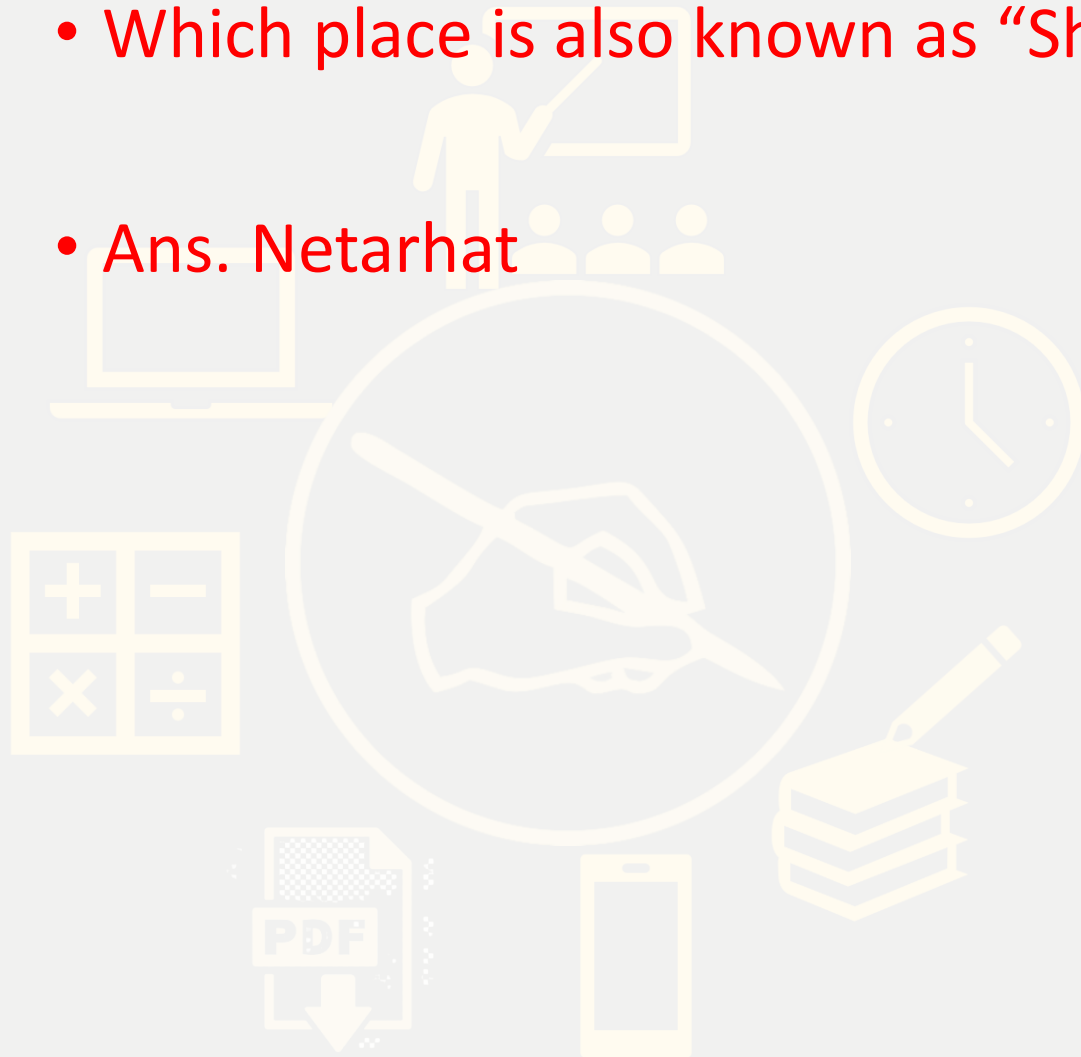 • Which place is also known as “Sh
• Ans. Netarhat
PDF